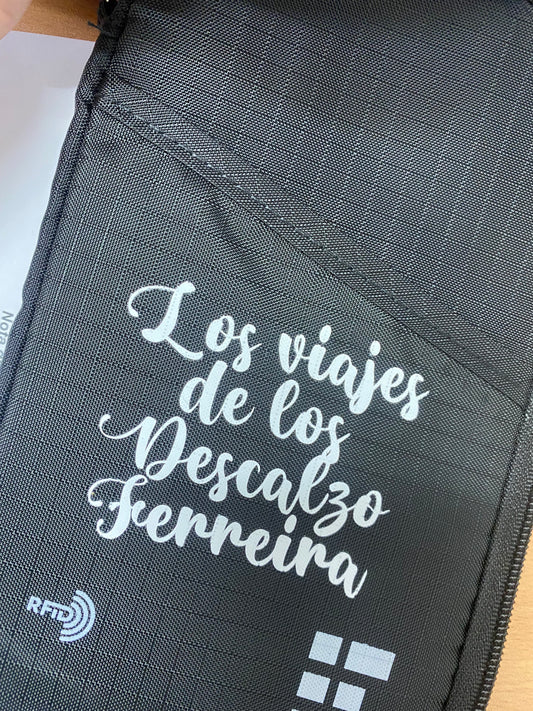 Los viajes
de los
Descalzo
Ferreira
RFID